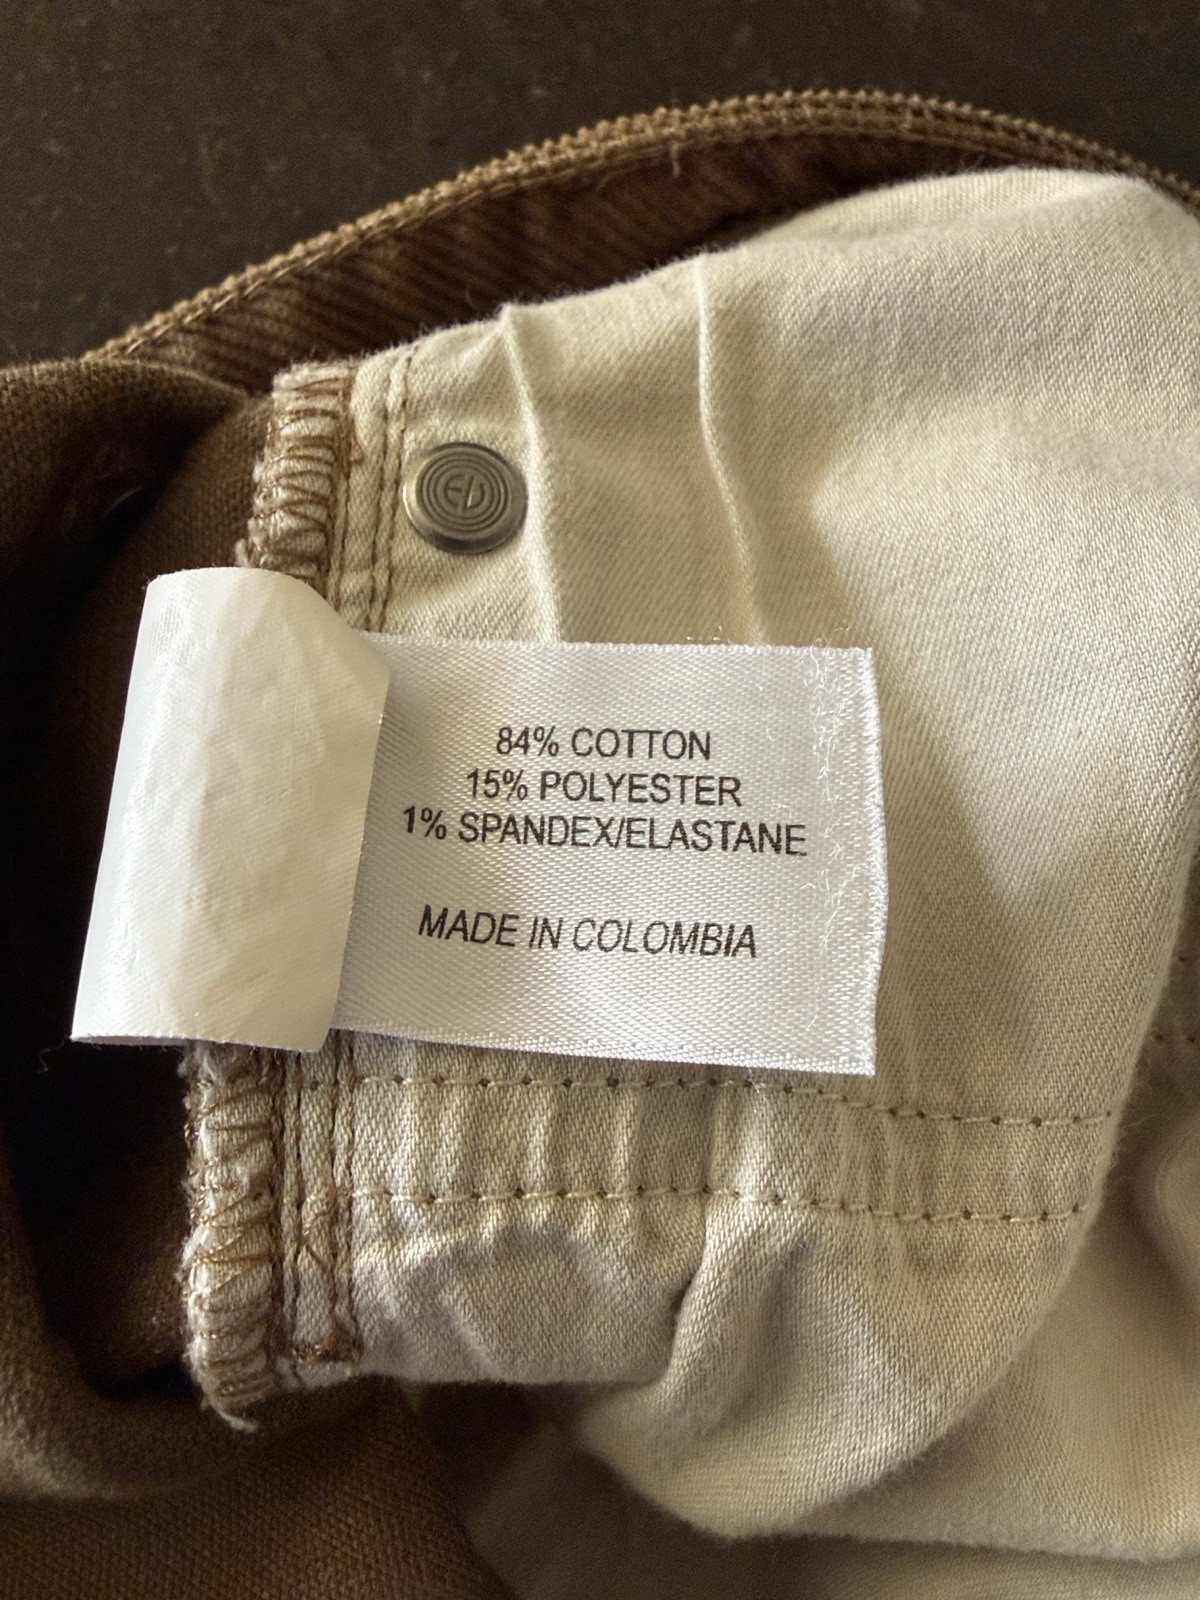 84% COTTON
15% POLYESTER
1% SPANDEX/ELASTANE
MADE IN COLOMBIA